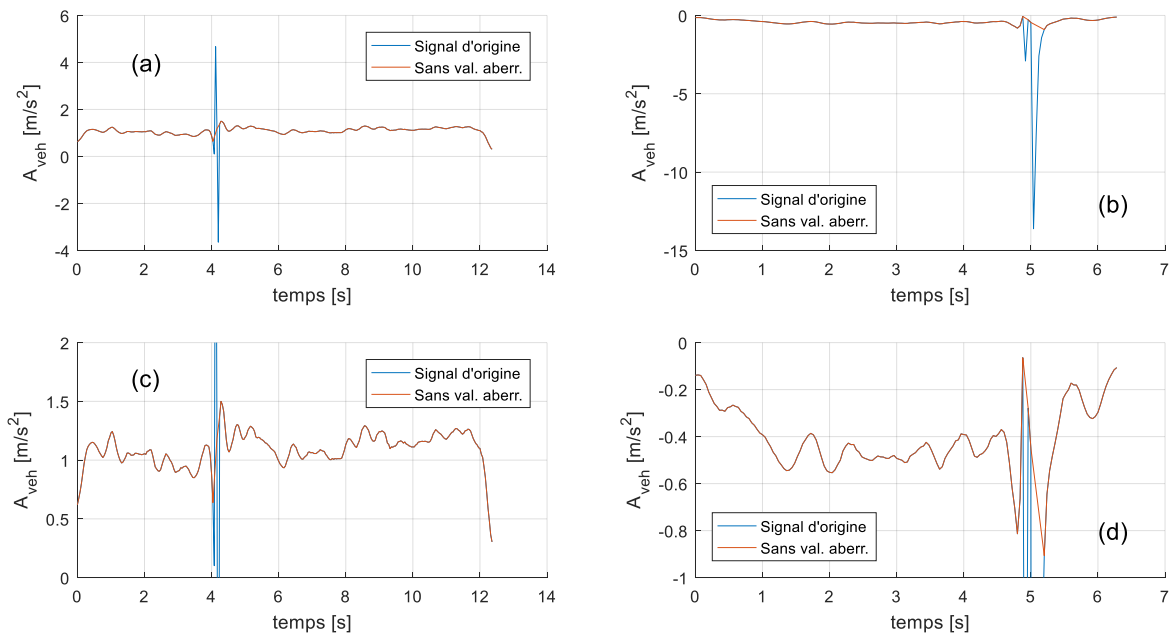 6
4
2
0
-2
-4
A_veh [m/s^2]
(a)
Signal d'origine
Sans val. aberr.
0 2 4 6 8 10 12 14
temps [s]
0
-5
-10
-15
A_veh [m/s^2]
Signal d'origine
Sans val. aberr.
(b)
0 1 2 3 4 5 6 7
temps [s]
2
1.5
1
0.5
0
A_veh [m/s^2]
(c)
Signal d'origine
Sans val. aberr.
0 2 4 6 8 10 12 14
temps [s]
0
-0.2
-0.4
-0.6
-0.8
-1
A_veh [m/s^2]
Signal d'origine
Sans val. aberr.
(d)
0 1 2 3 4 5 6 7
temps [s]